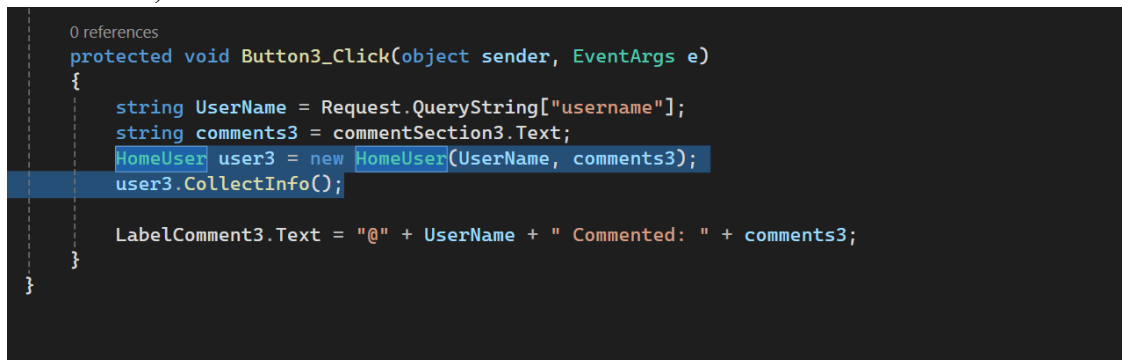 0 references
protected void Button3_Click(object sender, EventArgs e)
{
string UserName = Request.QueryString["username"];
string comments3 = commentSection3.Text;
HomeUser user3 = new HomeUser(UserName, comments3);
user3.CollectInfo();
LabelComment3.Text = "@" + UserName + " Commented: " + comments3;
}
}